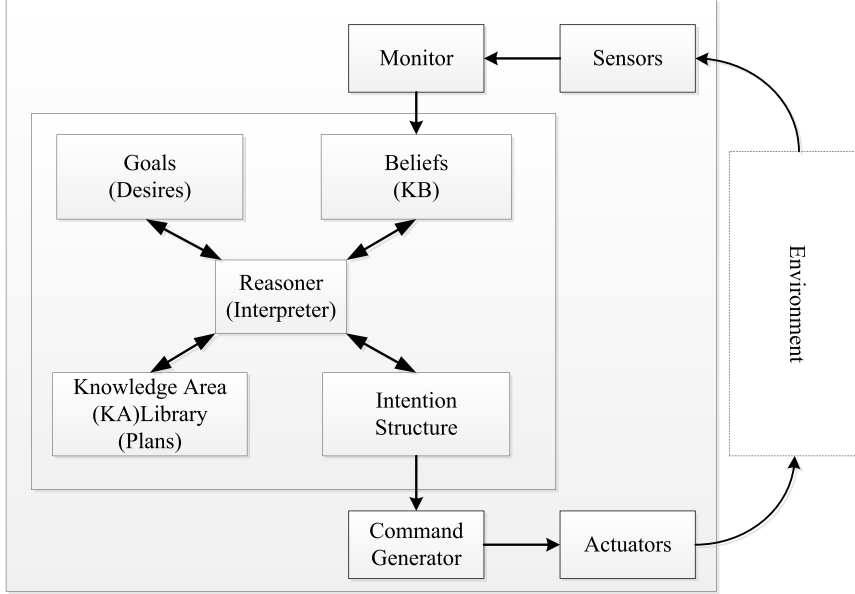 Monitor
Sensors
Goals
(Desires)
Beliefs
(KB)
Reasoner
(Interpreter)
Environment
Knowledge Area
(KA)Library
(Plans)
Intention
Structure
Command
Generator
Actuators